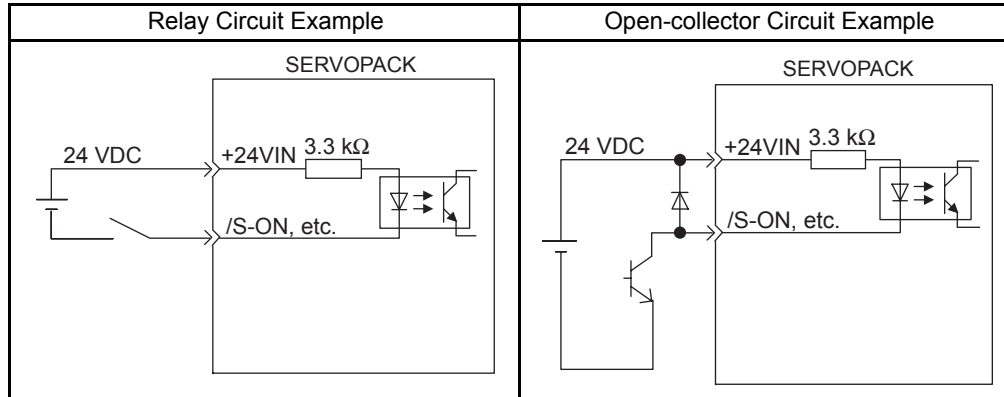 Relay Circuit Example
Open-collector Circuit Example
SERVOPACK
24 VDC
+24VIN
3.3 kΩ
/S-ON, etc.
SERVOPACK
24 VDC
+24VIN
3.3 kΩ
/S-ON, etc.